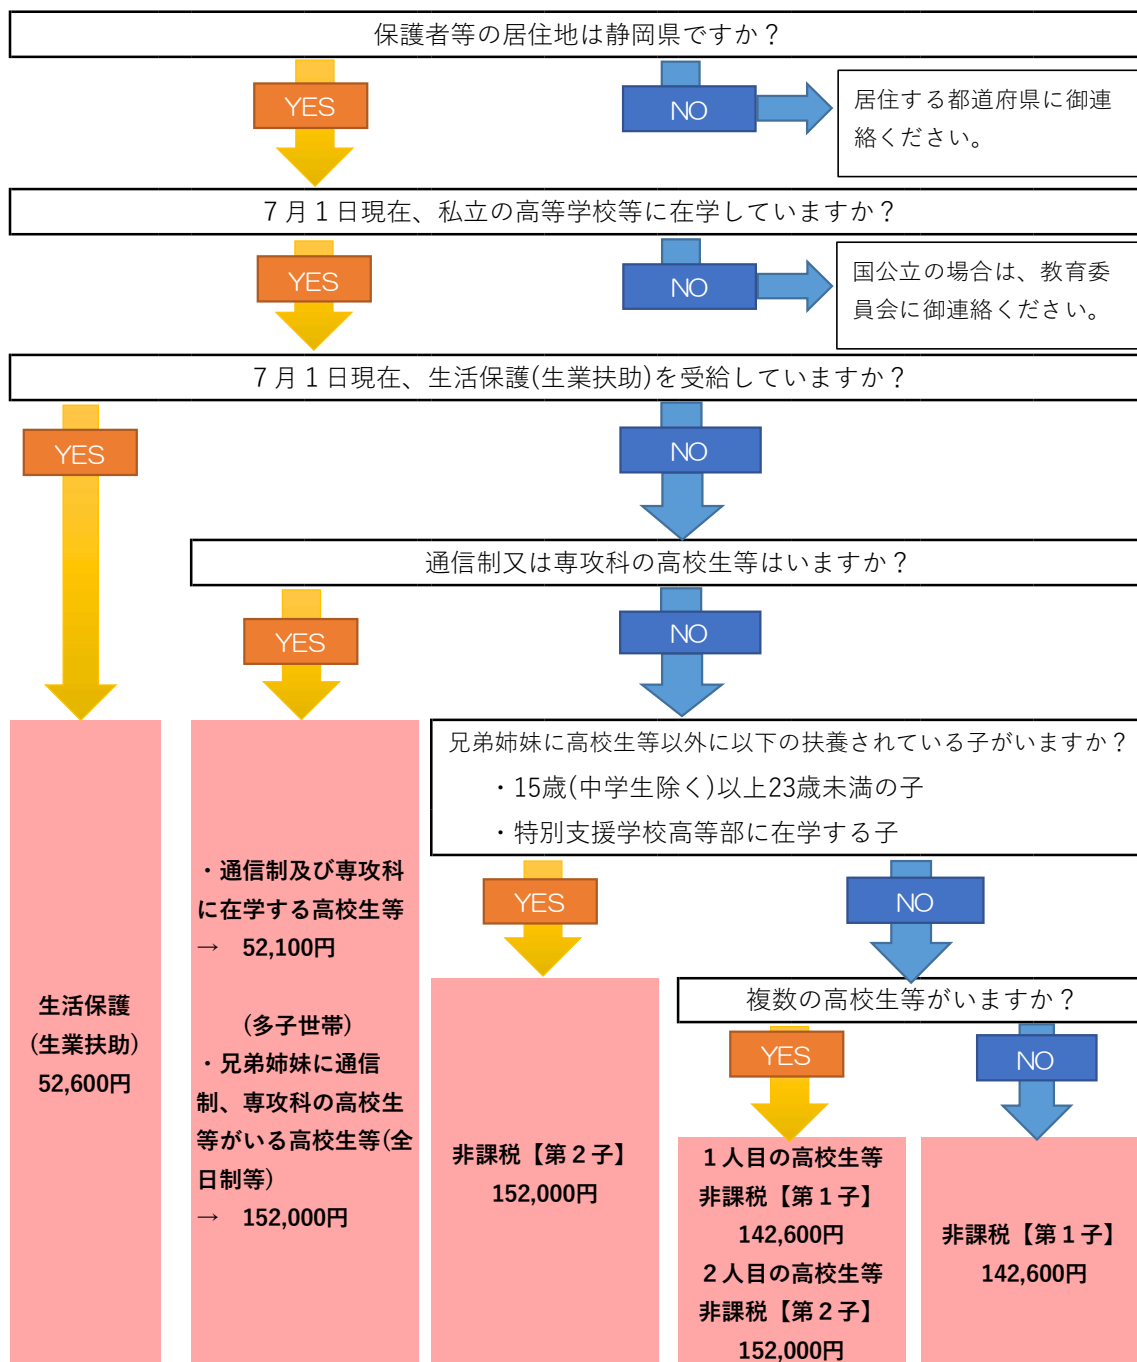 保護者等の居住地は静岡県ですか？
YES
NO
居住する都道府県に御連
絡ください。
７月１日現在、私立の高等学校等に在学していますか？
YES
NO
国公立の場合は、教育委
員会に御連絡ください。
７月１日現在、生活保護(生業扶助)を受給していますか？
YES
NO
通信制又は専攻科の高校生等はいますか？
YES
NO
兄弟姉妹に高校生等以外に以下の扶養されている子がいますか？
・15歳(中学生除く)以上23歳未満の子
・特別支援学校高等部に在学する子
YES
NO
複数の高校生等がいますか？
YES
NO
生活保護
(生業扶助)
52,600円
・通信制及び専攻科
に在学する高校生等
→　52,100円
(多子世帯)
・兄弟姉妹に通信
制、専攻科の高校生
等がいる高校生等(全
日制等)
→　152,000円
非課税【第２子】
152,000円
１人目の高校生等
非課税【第１子】
142,600円
２人目の高校生等
非課税【第２子】
152,000円
非課税【第１子】
142,600円